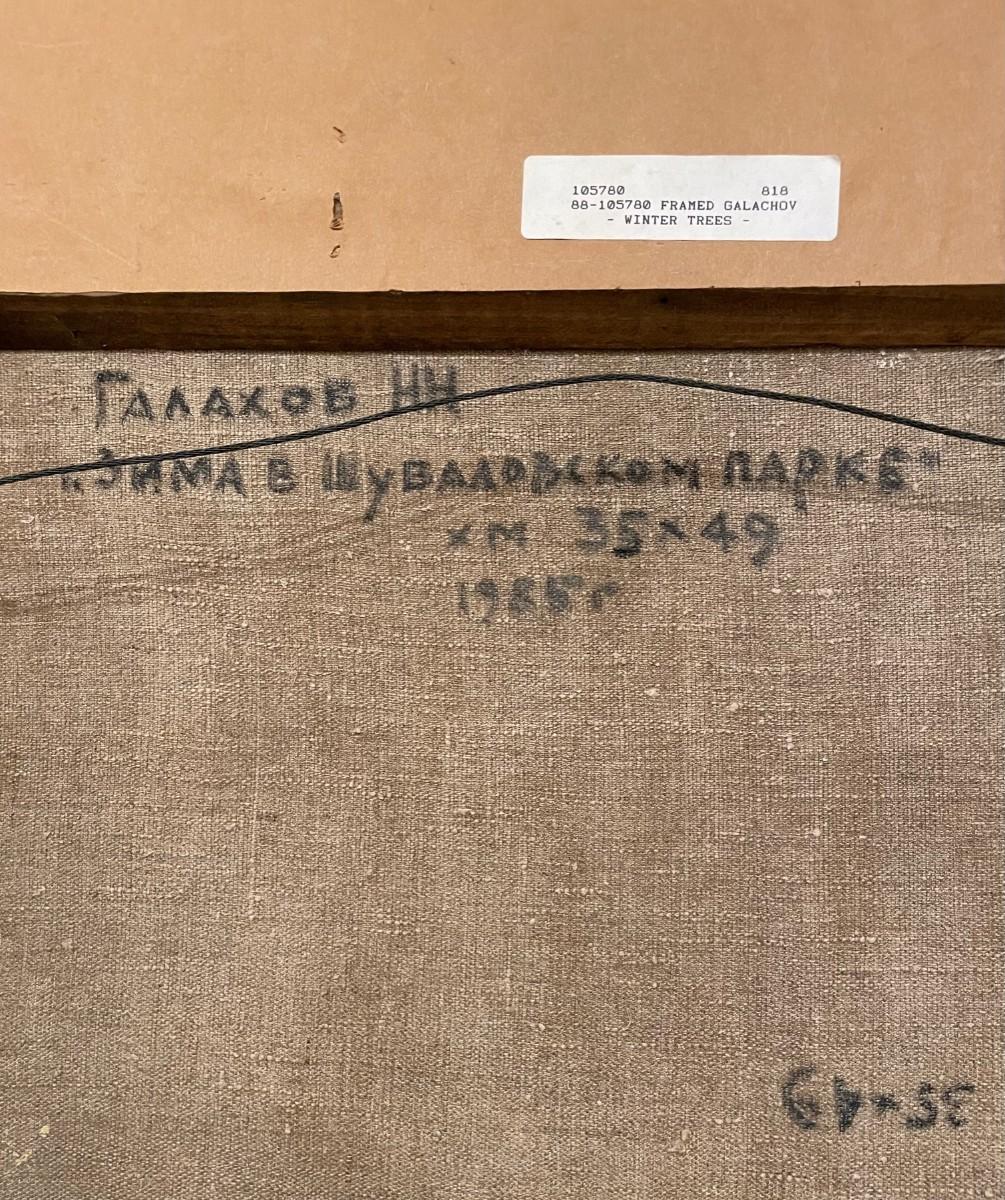 105780 818
88-105780 FRAMED GALACHOV
- WINTER TREES -
ГАЛАХОВ НН
"ЗИМА В ШУВАЛОВСКОМ ПАРКЕ"
хм 35×49
1985г
35×49